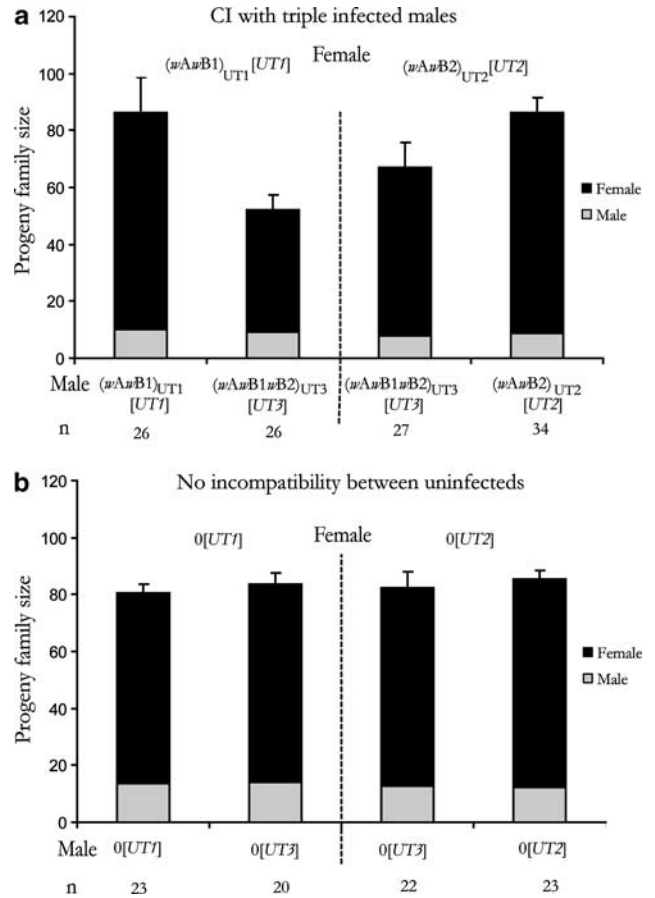 a
CI with triple infected males
Female
(wAwB1)UT1[UT1]
(wAwB2)UT2[UT2]
Progeny family size
120
100
80
60
40
20
0
Female
Male
Male (wAwB1)UT1 (wAwB1wB2)UT3 (wAwB1wB2)UT3 (wAwB2)UT2
[UT1] [UT3] [UT3] [UT2]
n 26 26 27 34
b
No incompatibility between uninfecteds
Female
0[UT1] 0[UT2]
Progeny family size
120
100
80
60
40
20
0
Female
Male
Male 0[UT1] 0[UT3] 0[UT3] 0[UT2]
n 23 20 22 23